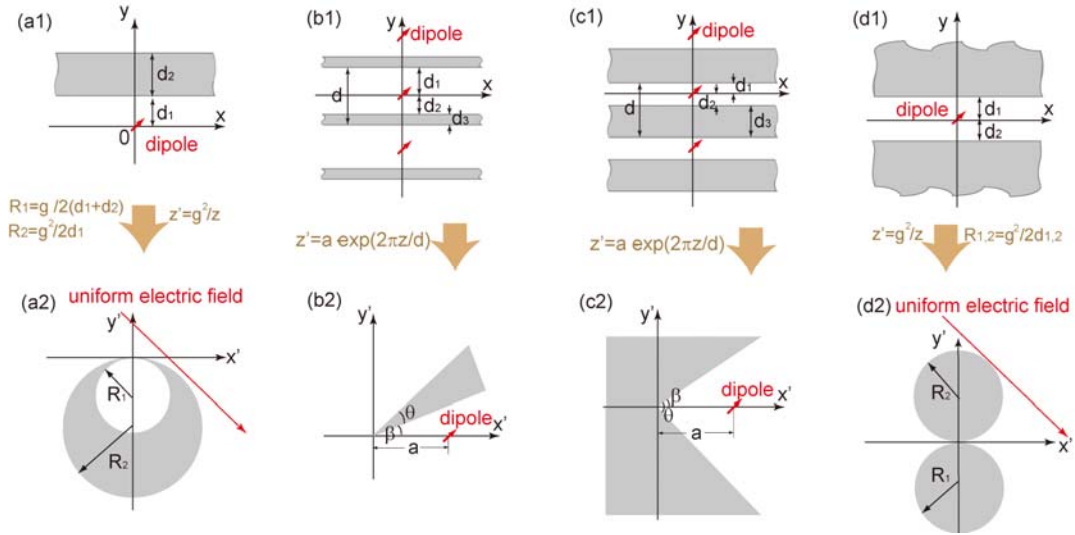 (a1)
y
d₂
d₁
x
0
dipole
(b1)
y
dipole
d₁
x
d
d₂
d₃
(c1)
y
dipole
d₁
x
d
d₂
d₃
(d1)
y
dipole
d₁
x
d₂
R₁=g /2(d₁+d₂)
R₂=g²/2d₁
z'=g²/z
z'=a exp(2πz/d)
z'=a exp(2πz/d)
z'=g²/z
R₁,₂=g²/2d₁,₂
(a2)
uniform electric field
y'
x'
R₁
R₂
(b2)
y'
θ
dipole
β
x'
a
(c2)
y'
dipole
β
θ
x'
a
(d2)
uniform electric field
y'
R₂
x'
R₁